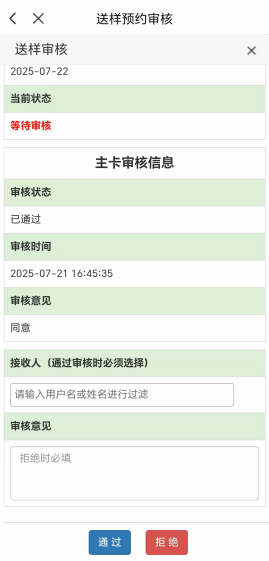 送样预约审核
送样审核
2025-07-22
当前状态
等待审核
主卡审核信息
审核状态
已通过
审核时间
2025-07-21 16:45:35
审核意见
同意
接收人（通过审核时必须选择）
请输入用户名或姓名进行过滤
审核意见
拒绝时必填
通过
拒绝